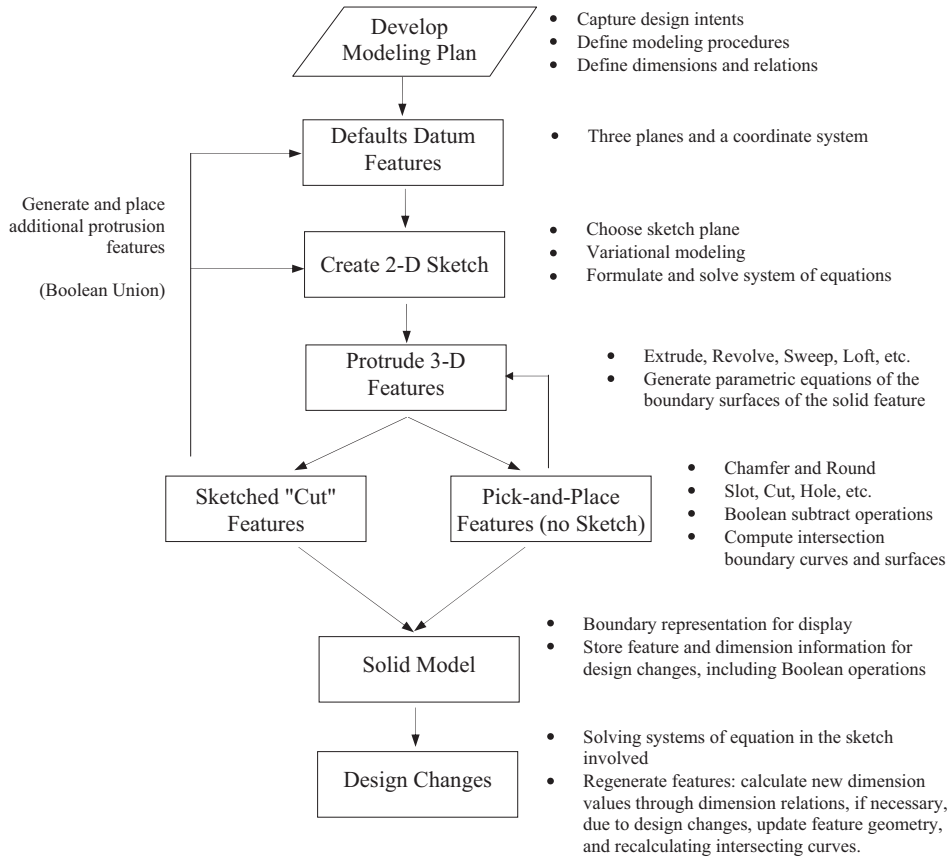 Develop
Modeling Plan
• Capture design intents
• Define modeling procedures
• Define dimensions and relations
Defaults Datum
Features
• Three planes and a coordinate system
Generate and place
additional protrusion
features
(Boolean Union)
Create 2-D Sketch
• Choose sketch plane
• Variational modeling
• Formulate and solve system of equations
Protrude 3-D
Features
• Extrude, Revolve, Sweep, Loft, etc.
• Generate parametric equations of the
boundary surfaces of the solid feature
Sketched "Cut"
Features
Pick-and-Place
Features (no Sketch)
• Chamfer and Round
• Slot, Cut, Hole, etc.
• Boolean subtract operations
• Compute intersection
boundary curves and surfaces
Solid Model
• Boundary representation for display
• Store feature and dimension information for
design changes, including Boolean operations
Design Changes
• Solving systems of equation in the sketch
involved
• Regenerate features: calculate new dimension
values through dimension relations, if necessary,
due to design changes, update feature geometry,
and recalculating intersecting curves.